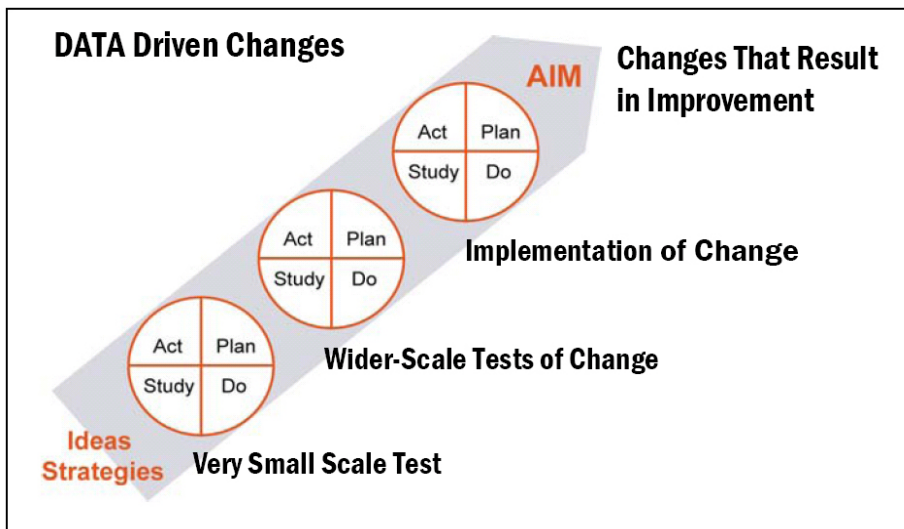 DATA Driven Changes
AIM
Changes That Result
in Improvement
Act
Plan
Study
Do
Implementation of Change
Act
Plan
Study
Do
Wider-Scale Tests of Change
Act
Plan
Study
Do
Very Small Scale Test
Ideas
Strategies